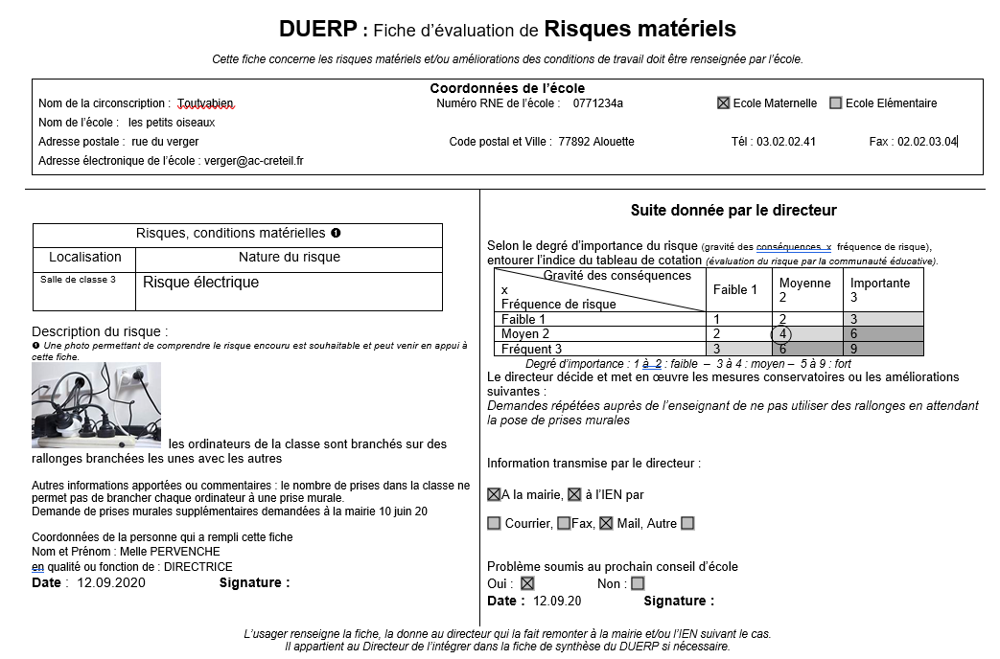 DUERP : Fiche d'évaluation de Risques matériels
Cette fiche concerne les risques matériels et/ou améliorations des conditions de travail doit être renseignée par l'école.
Coordonnées de l'école
Nom de la circonscription : Toutvabien Numéro RNE de l'école : 0771234a Ecole Maternelle Ecole Elémentaire
Nom de l'école : les petits oiseaux
Adresse postale : rue du verger Code postal et Ville : 77892 Alouette Tél : 03.02.02.41 Fax : 02.02.03.04
Adresse électronique de l'école : verger@ac-creteil.fr
Risques, conditions matérielles ❶
Localisation Nature du risque
Salle de classe 3 Risque électrique
Description du risque :
❶ Une photo permettant de comprendre le risque encouru est souhaitable et peut venir en appui à
cette fiche.
les ordinateurs de la classe sont branchés sur des
rallonges branchées les unes avec les autres
Autres informations apportées ou commentaires : le nombre de prises dans la classe ne
permet pas de brancher chaque ordinateur à une prise murale.
Demande de prises murales supplémentaires demandées à la mairie 10 juin 20
Coordonnées de la personne qui a rempli cette fiche
Nom et Prénom : Melle PERVENCHE
en qualité ou fonction de : DIRECTRICE
Date : 12.09.2020 Signature :
Suite donnée par le directeur
Selon le degré d'importance du risque (gravité des conséquences x fréquence de risque),
entourer l'indice du tableau de cotation (évaluation du risque par la communauté éducative).
Gravité des conséquences
x
Fréquence de risque
Faible 1
Moyenne
2
Importante
3
Faible 1 1 2 3
Moyen 2 2 4 6
Fréquent 3 3 6 9
Degré d'importance : 1 à 2 : faible – 3 à 4 : moyen – 5 à 9 : fort
Le directeur décide et met en œuvre les mesures conservatoires ou les améliorations
suivantes :
Demandes répétées auprès de l'enseignant de ne pas utiliser des rallonges en attendant
la pose de prises murales
Information transmise par le directeur :
A la mairie, à l'IEN par
Courrier, Fax, Mail, Autre
Problème soumis au prochain conseil d'école
Oui : Non :
Date : 12.09.20 Signature :
L'usager renseigne la fiche, la donne au directeur qui la fait remonter à la mairie et/ou l'IEN suivant le cas.
Il appartient au Directeur de l'intégrer dans la fiche de synthèse du DUERP si nécessaire.